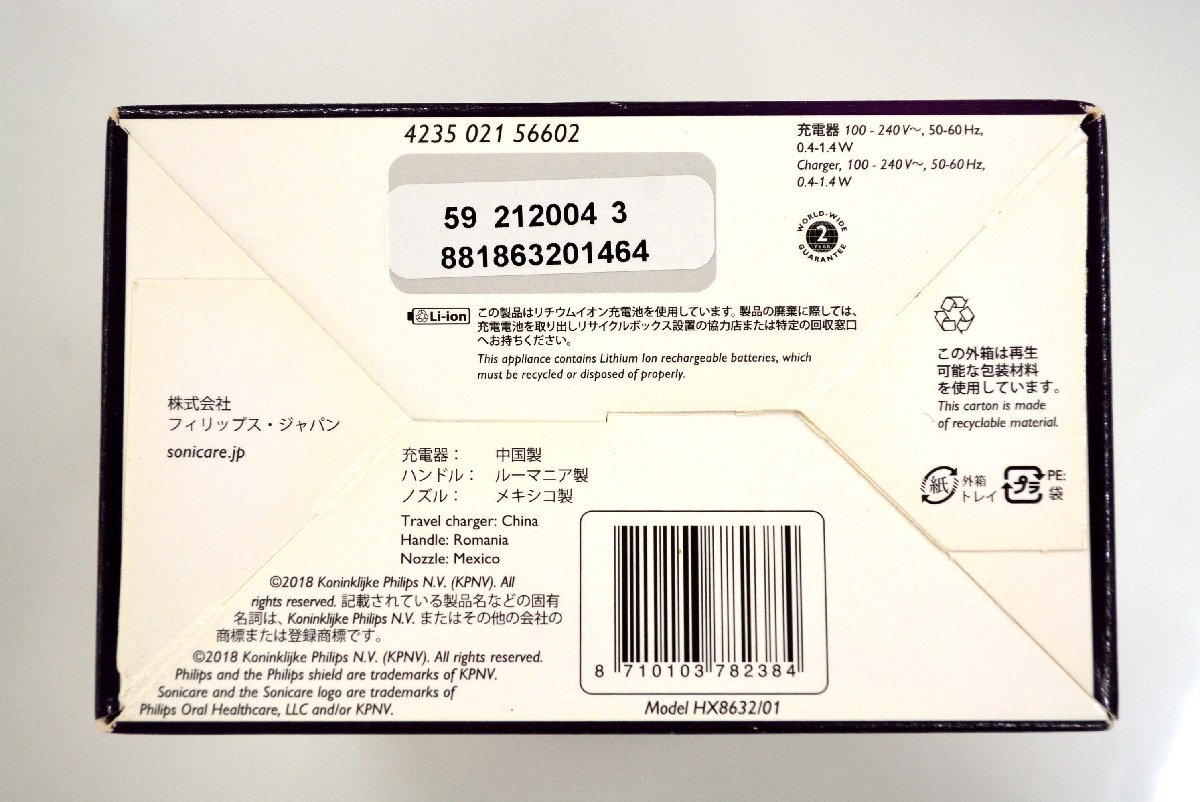 4235 021 56602
59 212004 3
881863201464
充電器 100 - 240 V～, 50-60 Hz,
0.4-1.4 W
Charger, 100 - 240 V～, 50-60 Hz,
0.4-1.4 W
WORLD-WIDE
2
YEAR
GUARANTEE
Li-ion
この製品はリチウムイオン充電池を使用しています。製品の廃棄に際しては、
充電電池を取り出しリサイクルボックス設置の協力店または特定の回収窓口
へお持ちください。
This appliance contains Lithium Ion rechargeable batteries, which
must be recycled or disposed of properly.
この外箱は再生
可能な包装材料
を使用しています。
This carton is made
of recyclable material.
紙 外箱
トレイ
プラ PE:
袋
株式会社
フィリップス・ジャパン
sonicare.jp
充電器： 中国製
ハンドル： ルーマニア製
ノズル： メキシコ製
Travel charger: China
Handle: Romania
Nozzle: Mexico
©2018 Koninklijke Philips N.V. (KPNV). All
rights reserved. 記載されている製品名などの固有
名詞は、Koninklijke Philips N.V. またはその他の会社の
商標または登録商標です。
©2018 Koninklijke Philips N.V. (KPNV). All rights reserved.
Philips and the Philips shield are trademarks of KPNV.
Sonicare and the Sonicare logo are trademarks of
Philips Oral Healthcare, LLC and/or KPNV.
8 710103 782384
Model HX8632/01